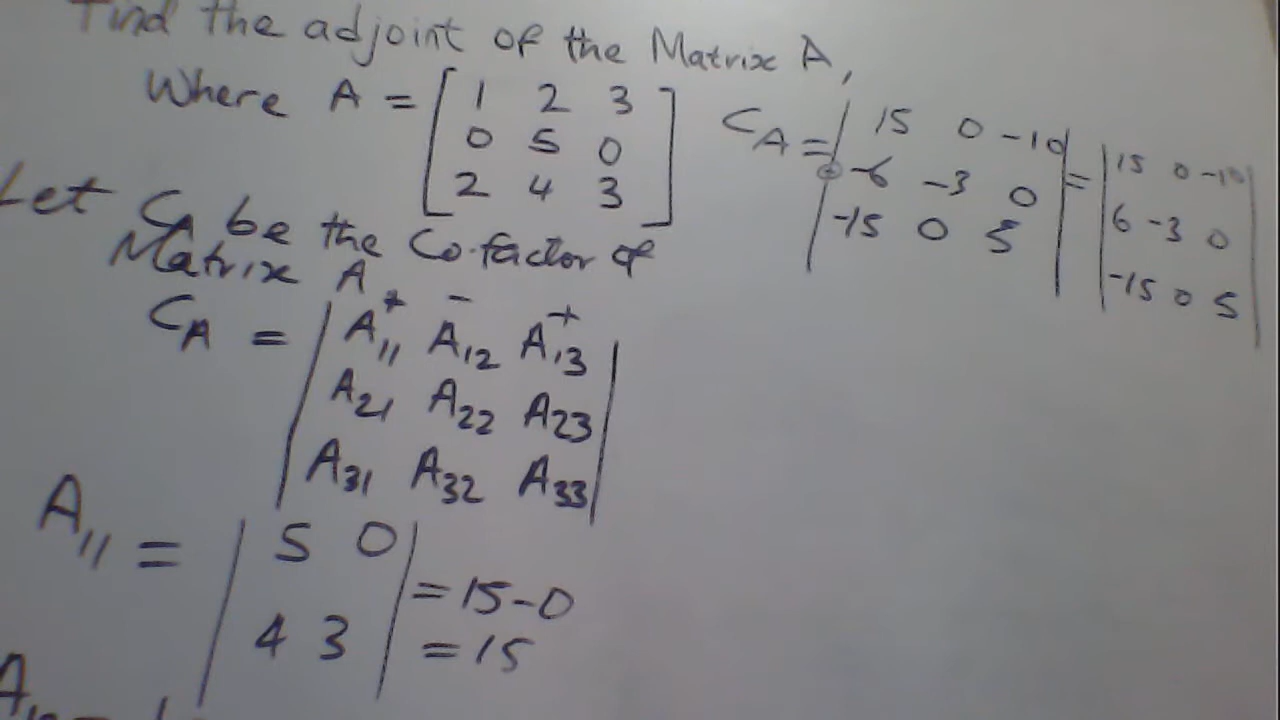 Find the adjoint of the Matrix A,
Where A = [ 1 2 3
0 5 0
2 4 3 ]
Let CA be the Co-factor of
Matrix A
CA = | A11 A12 A13
+ - +
A21 A22 A23
A31 A32 A33 |
A11 = | 5 0
4 3 | = 15-0
= 15
CA = | 15 0 -10
-6 -3 0
-15 0 5 |
= | 15 0 -10
6 -3 0
-15 0 5 |